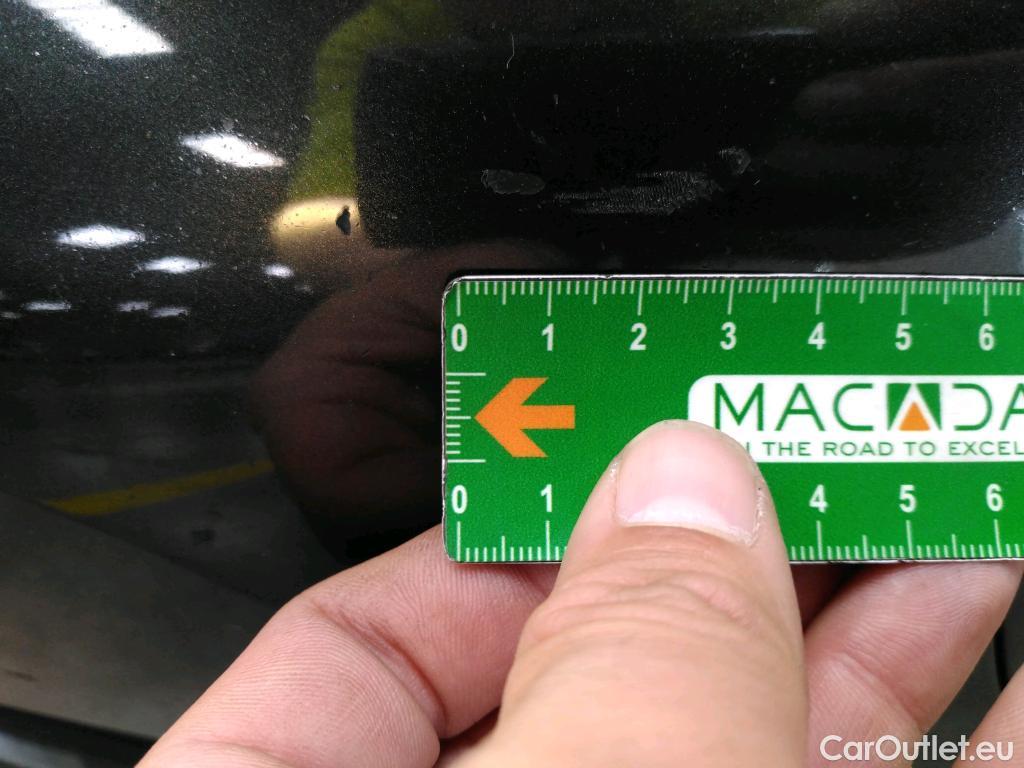 0 1 2 3 4 5 6
MACADA
N THE ROAD TO EXCEL
0 1 4 5 6
CarOutlet.eu